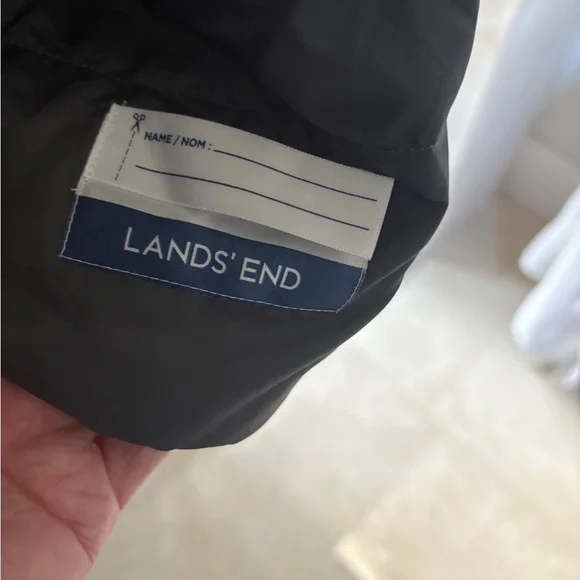 NAME / NOM :
LANDS' END